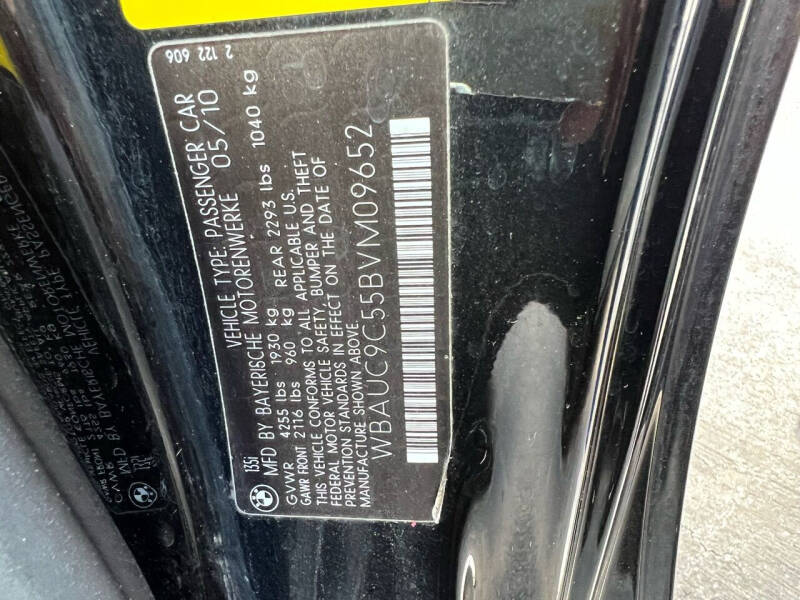 135i
VEHICLE TYPE: PASSENGER CAR
MFD BY BAYERISCHE MOTORENWERKE 05/10
GVWR 4255 lbs 1930 kg
GAWR FRONT 2116 lbs 960 kg REAR 2293 lbs 1040 kg
THIS VEHICLE CONFORMS TO ALL APPLICABLE U.S.
FEDERAL MOTOR VEHICLE SAFETY, BUMPER AND THEFT
PREVENTION STANDARDS IN EFFECT ON THE DATE OF
MANUFACTURE SHOWN ABOVE.
WBAUC9C55BVM09652
2 122 606